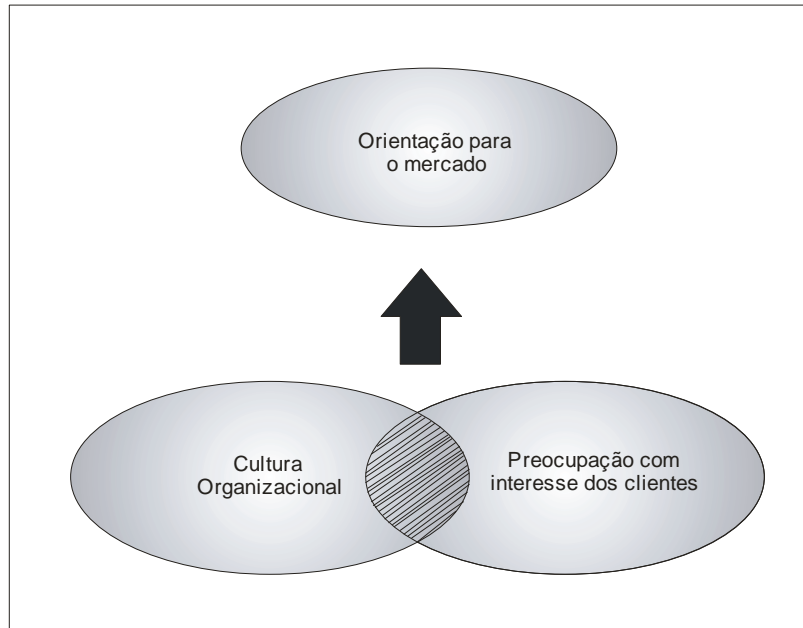 Orientação para
o mercado
Cultura
Organizacional
Preocupação com
interesse dos clientes